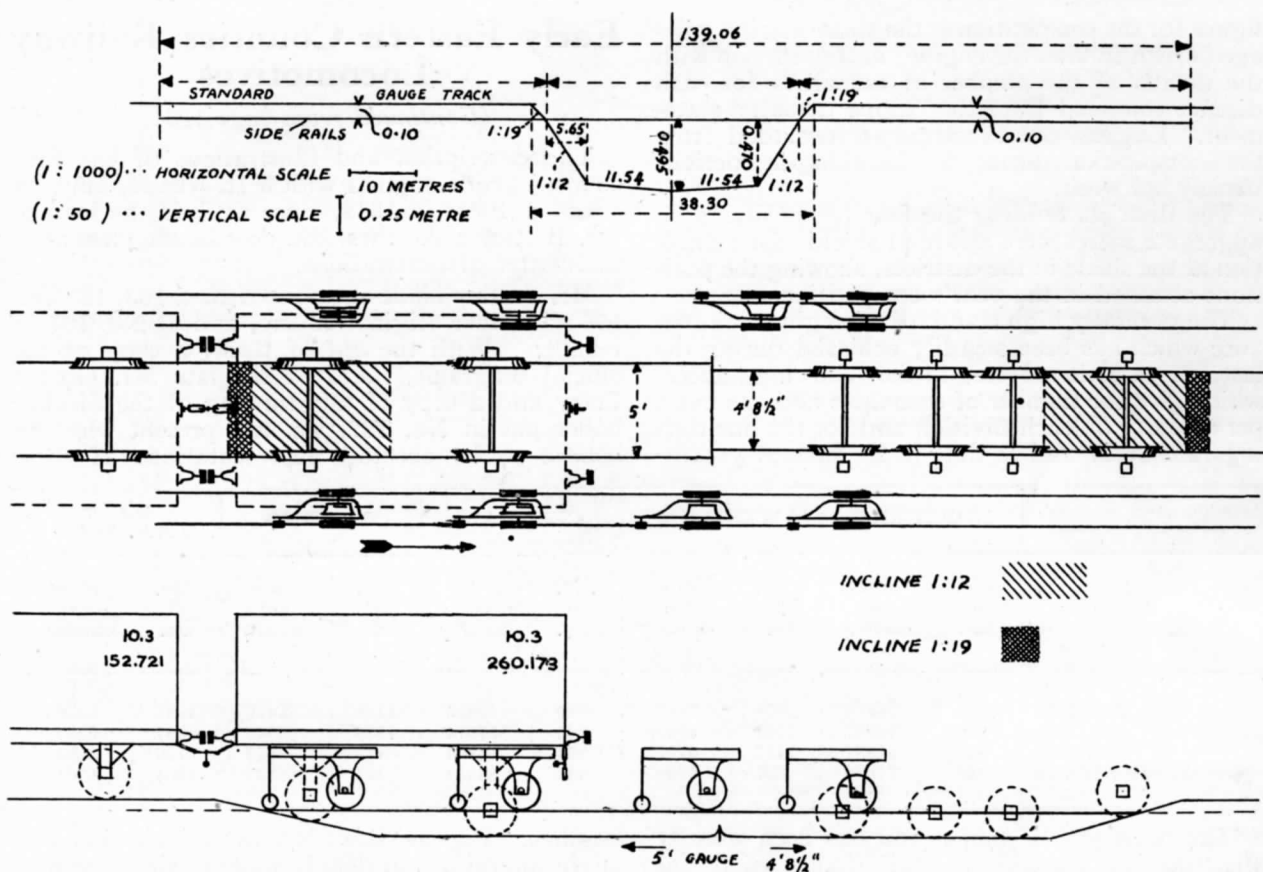 139.06
STANDARD GAUGE TRACK
1:19
SIDE RAILS
0.10
1:19
5.65
0.495
0.470
0.10
(1:1000)... HORIZONTAL SCALE
10 METRES
1:12
11.54
11.54
1:12
38.30
(1:50) ... VERTICAL SCALE
0.25 METRE
5'
4' 8½"
INCLINE 1:12
INCLINE 1:19
Ю.3
152.721
Ю.3
260.173
5' GAUGE
4' 8½"